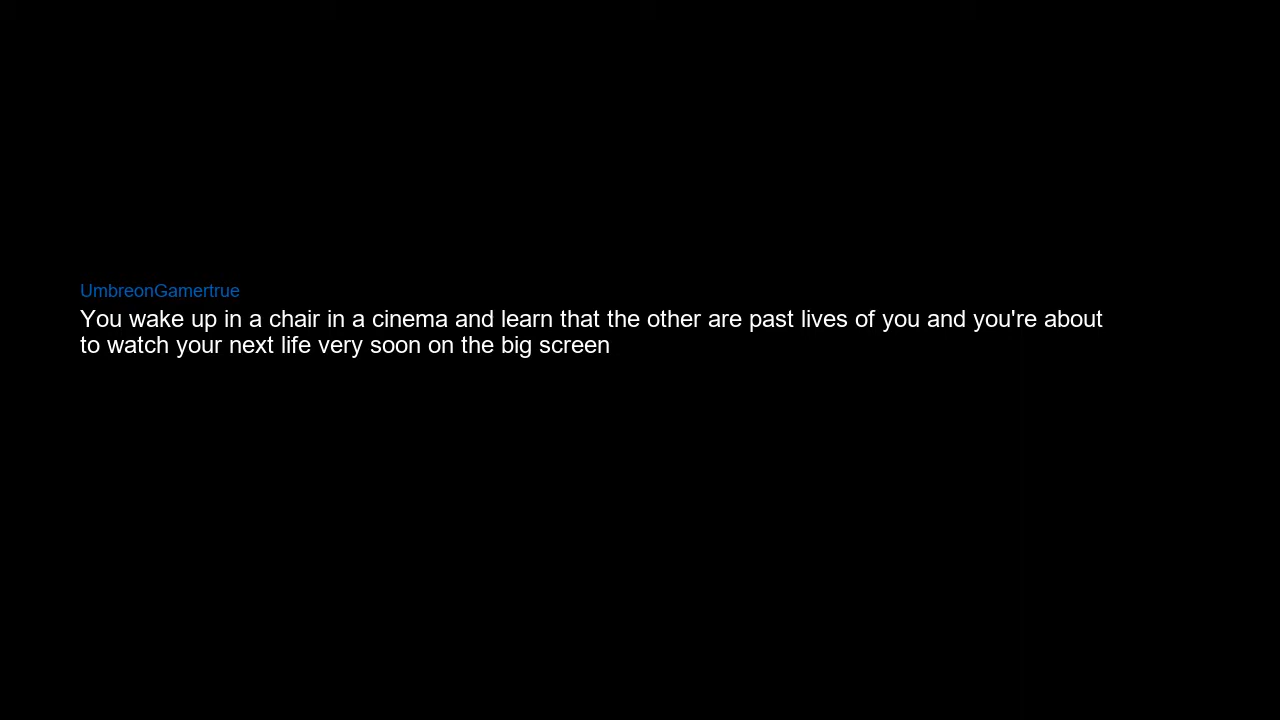 UmbreonGamertrue
You wake up in a chair in a cinema and learn that the other are past lives of you and you're about
to watch your next life very soon on the big screen